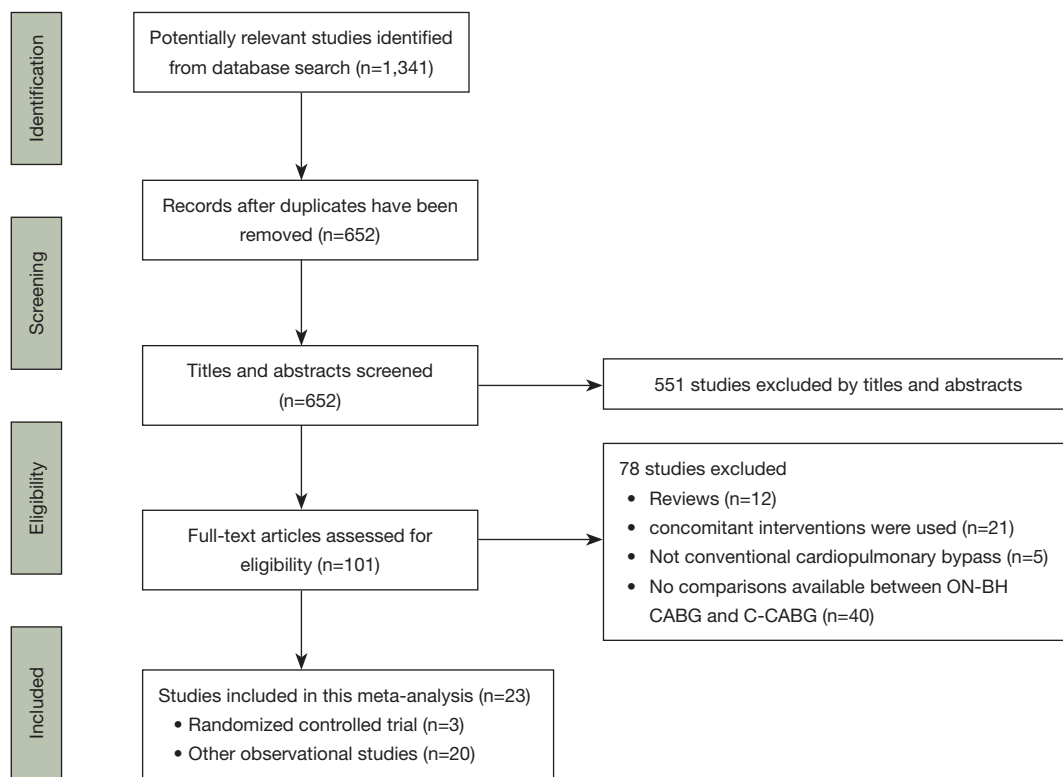 Identification
Potentially relevant studies identified
from database search (n=1,341)
Screening
Records after duplicates have been
removed (n=652)
Titles and abstracts screened
(n=652)
551 studies excluded by titles and abstracts
Eligibility
Full-text articles assessed for
eligibility (n=101)
78 studies excluded
• Reviews (n=12)
• concomitant interventions were used (n=21)
• Not conventional cardiopulmonary bypass (n=5)
• No comparisons available between ON-BH
CABG and C-CABG (n=40)
Included
Studies included in this meta-analysis (n=23)
• Randomized controlled trial (n=3)
• Other observational studies (n=20)